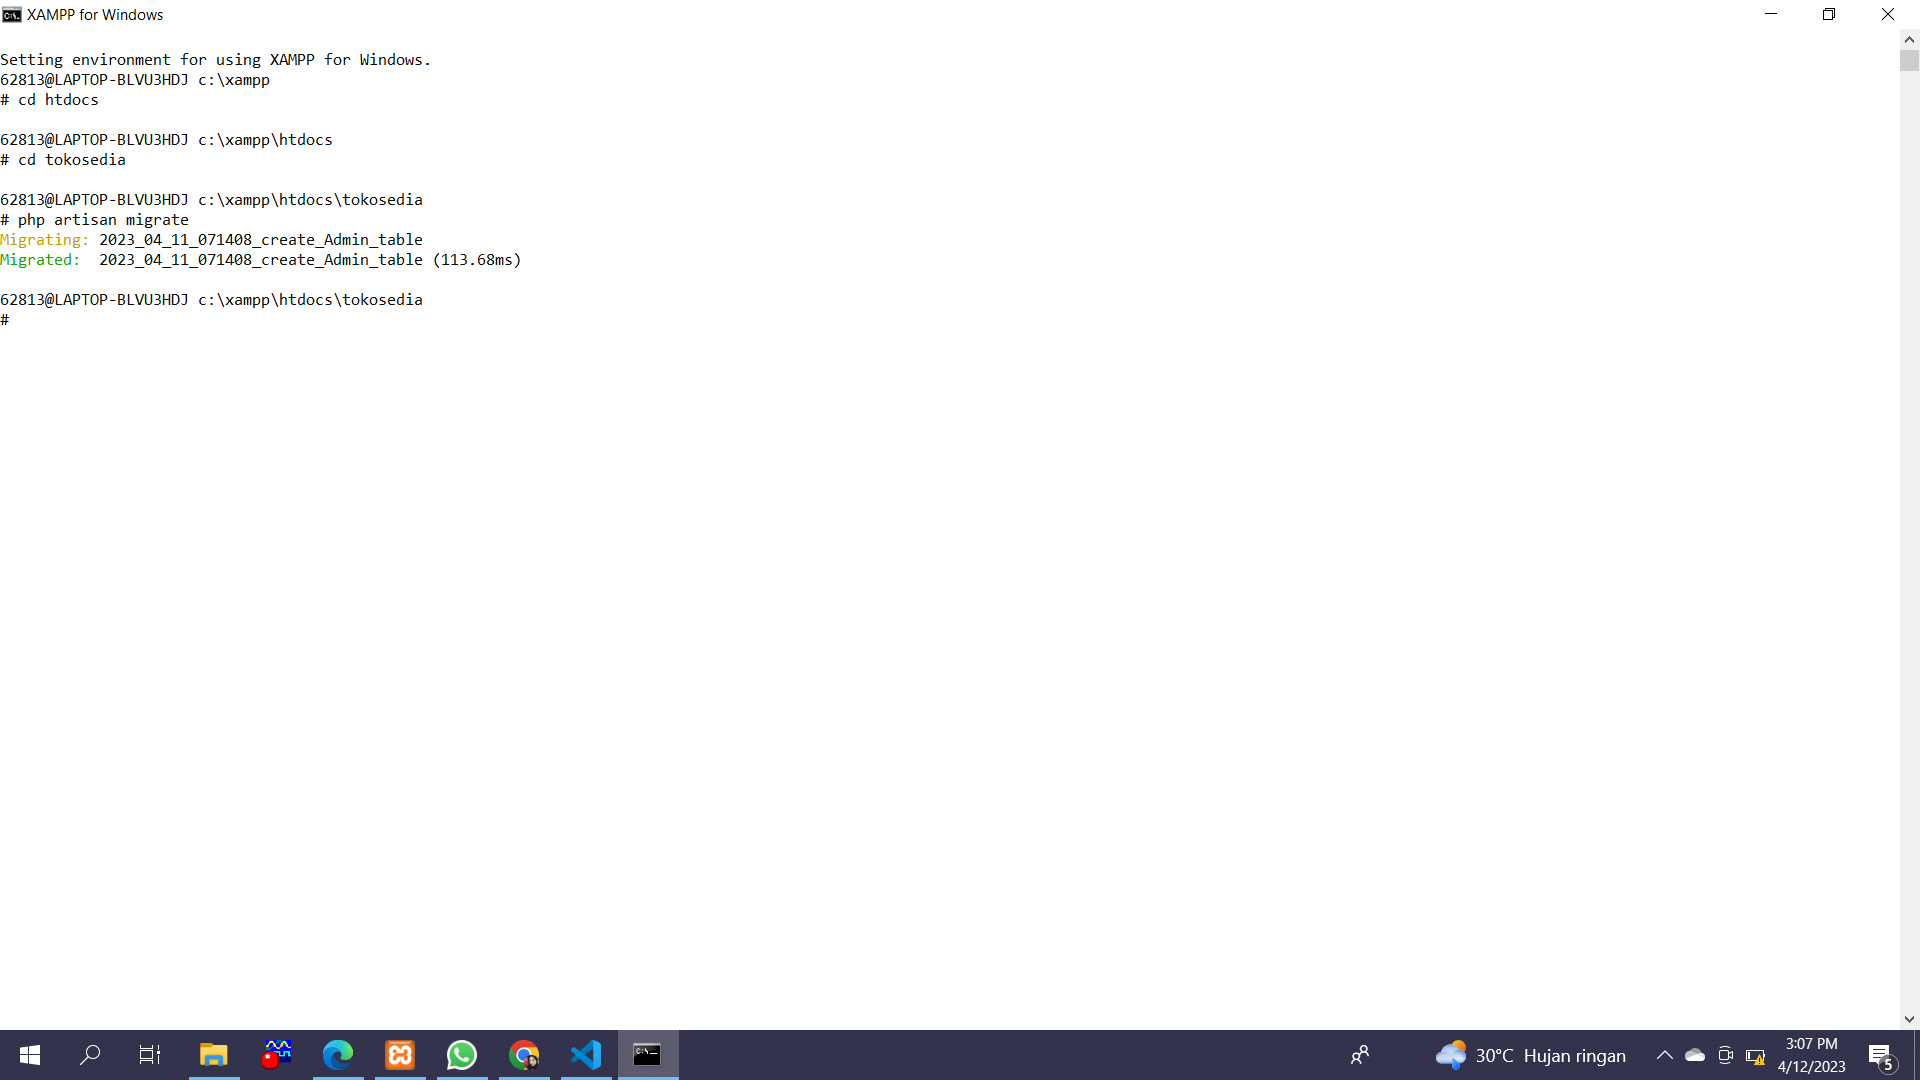 XAMPP for Windows
Setting environment for using XAMPP for Windows.
62813@LAPTOP-BLVU3HDJ c:\xampp
# cd htdocs
62813@LAPTOP-BLVU3HDJ c:\xampp\htdocs
# cd tokosedia
62813@LAPTOP-BLVU3HDJ c:\xampp\htdocs\tokosedia
# php artisan migrate
Migrating: 2023_04_11_071408_create_Admin_table
Migrated:  2023_04_11_071408_create_Admin_table (113.68ms)
62813@LAPTOP-BLVU3HDJ c:\xampp\htdocs\tokosedia
#
30°C Hujan ringan
3:07 PM
4/12/2023
5